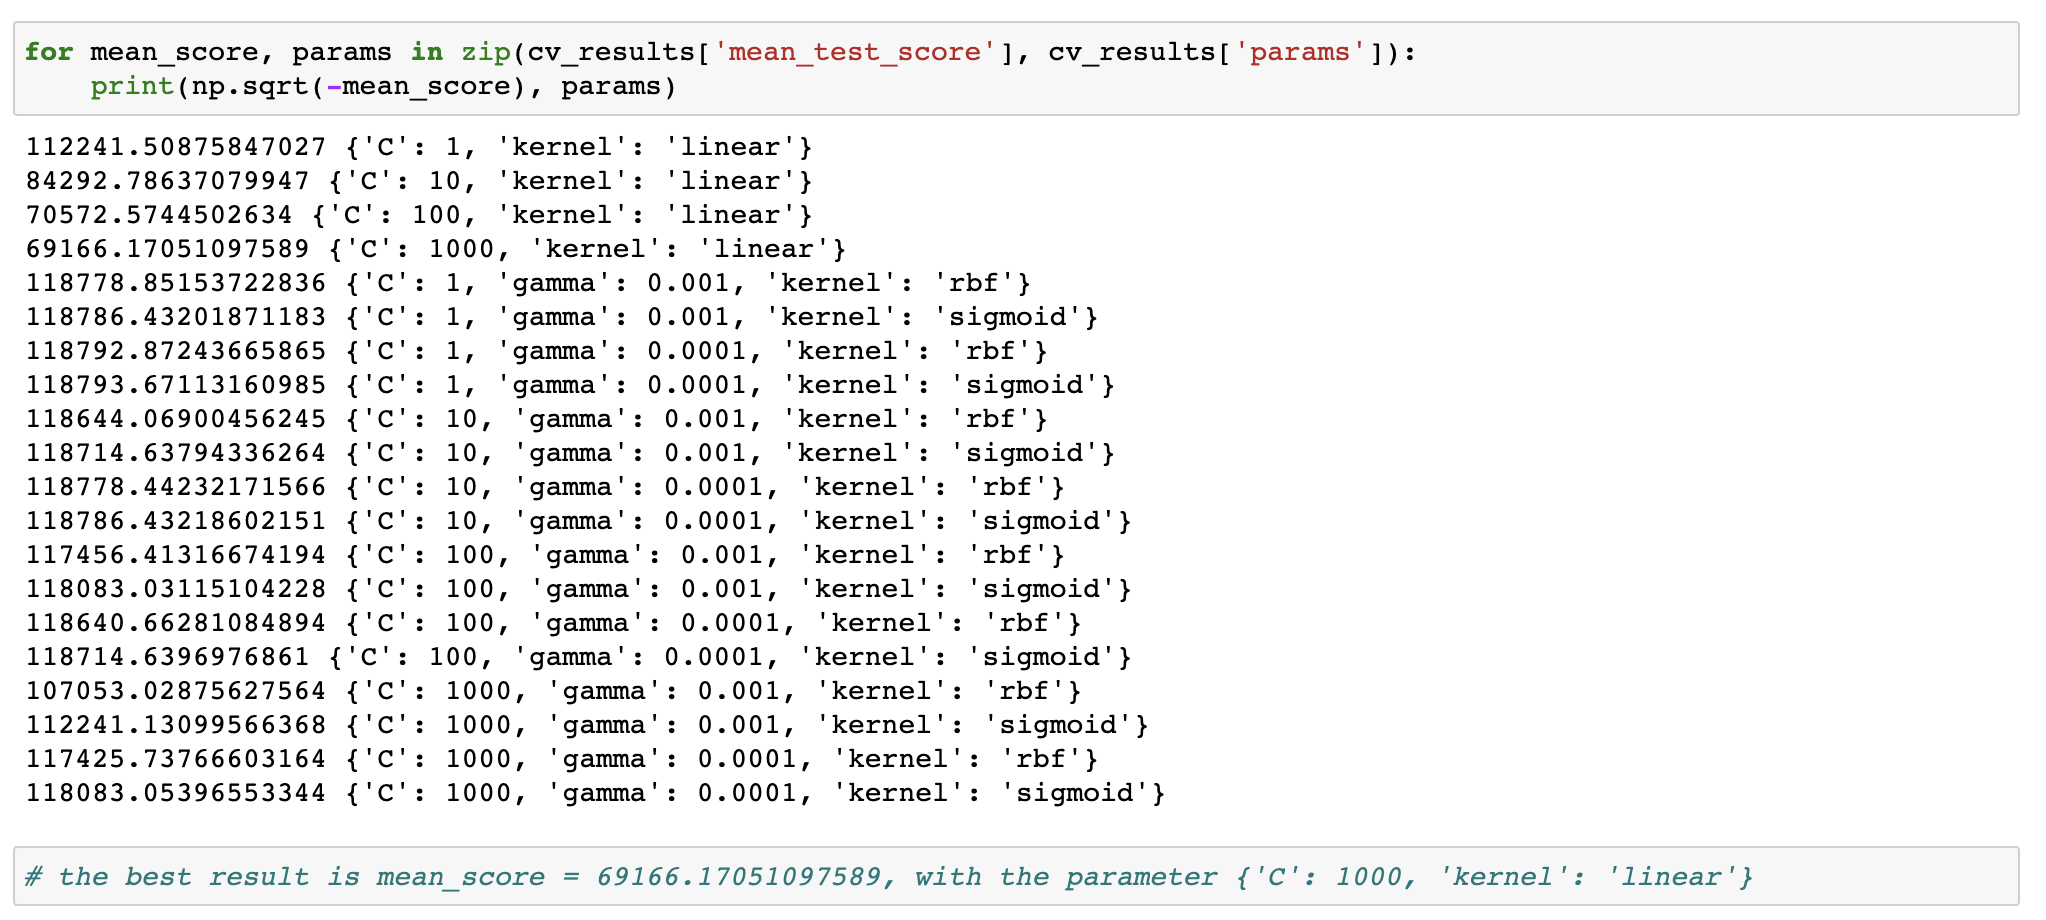 for mean_score, params in zip(cv_results['mean_test_score'], cv_results['params']):
    print(np.sqrt(-mean_score), params)
112241.50875847027 {'C': 1, 'kernel': 'linear'}
84292.78637079947 {'C': 10, 'kernel': 'linear'}
70572.5744502634 {'C': 100, 'kernel': 'linear'}
69166.17051097589 {'C': 1000, 'kernel': 'linear'}
118778.85153722836 {'C': 1, 'gamma': 0.001, 'kernel': 'rbf'}
118786.43201871183 {'C': 1, 'gamma': 0.001, 'kernel': 'sigmoid'}
118792.87243665865 {'C': 1, 'gamma': 0.0001, 'kernel': 'rbf'}
118793.67113160985 {'C': 1, 'gamma': 0.0001, 'kernel': 'sigmoid'}
118644.06900456245 {'C': 10, 'gamma': 0.001, 'kernel': 'rbf'}
118714.63794336264 {'C': 10, 'gamma': 0.001, 'kernel': 'sigmoid'}
118778.44232171566 {'C': 10, 'gamma': 0.0001, 'kernel': 'rbf'}
118786.43218602151 {'C': 10, 'gamma': 0.0001, 'kernel': 'sigmoid'}
117456.41316674194 {'C': 100, 'gamma': 0.001, 'kernel': 'rbf'}
118083.03115104228 {'C': 100, 'gamma': 0.001, 'kernel': 'sigmoid'}
118640.66281084894 {'C': 100, 'gamma': 0.0001, 'kernel': 'rbf'}
118714.6396976861 {'C': 100, 'gamma': 0.0001, 'kernel': 'sigmoid'}
107053.02875627564 {'C': 1000, 'gamma': 0.001, 'kernel': 'rbf'}
112241.13099566368 {'C': 1000, 'gamma': 0.001, 'kernel': 'sigmoid'}
117425.73766603164 {'C': 1000, 'gamma': 0.0001, 'kernel': 'rbf'}
118083.05396553344 {'C': 1000, 'gamma': 0.0001, 'kernel': 'sigmoid'}
# the best result is mean_score = 69166.17051097589, with the parameter {'C': 1000, 'kernel': 'linear'}